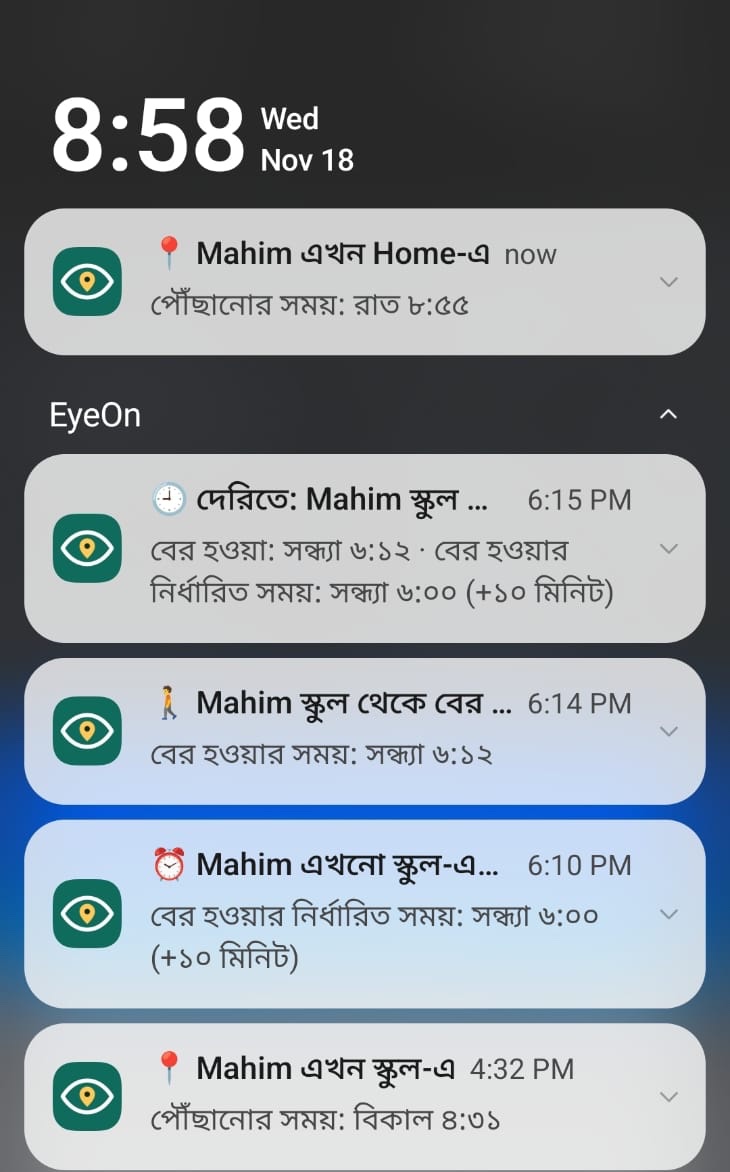 8:58
Wed
Nov 18
📍 Mahim এখন Home-এ now
পৌঁছানোর সময়: রাত ৮:৫৫
EyeOn
🕘 দেরিতে: Mahim স্কুল ... 6:15 PM
বের হওয়া: সন্ধ্যা ৬:১২ · বের হওয়ার
নির্ধারিত সময়: সন্ধ্যা ৬:০০ (+১০ মিনিট)
🚶 Mahim স্কুল থেকে বের ... 6:14 PM
বের হওয়ার সময়: সন্ধ্যা ৬:১২
⏰ Mahim এখনো স্কুল-এ... 6:10 PM
বের হওয়ার নির্ধারিত সময়: সন্ধ্যা ৬:০০
(+১০ মিনিট)
📍 Mahim এখন স্কুল-এ 4:32 PM
পৌঁছানোর সময়: বিকাল ৪:৩১